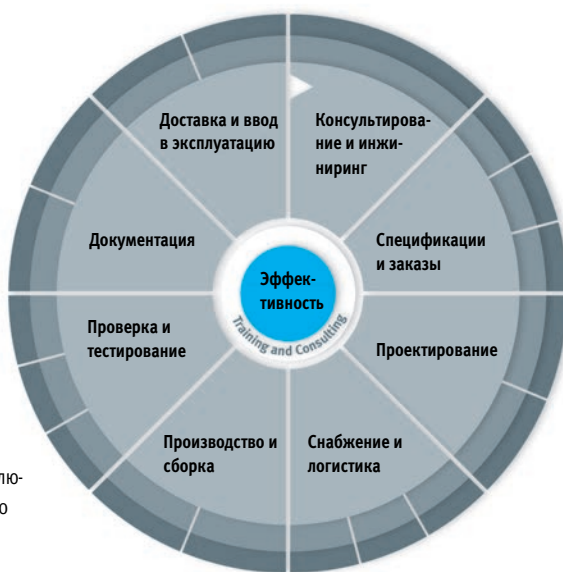 Доставка и ввод
в эксплуатацию
Консультирова-
ние и инжи-
ниринг
Документация
Спецификации
и заказы
Эффек-
тивность
Training and Consulting
Проверка и
тестирование
Проектирование
Производство и
сборка
Снабжение и
логистика
лю-
о